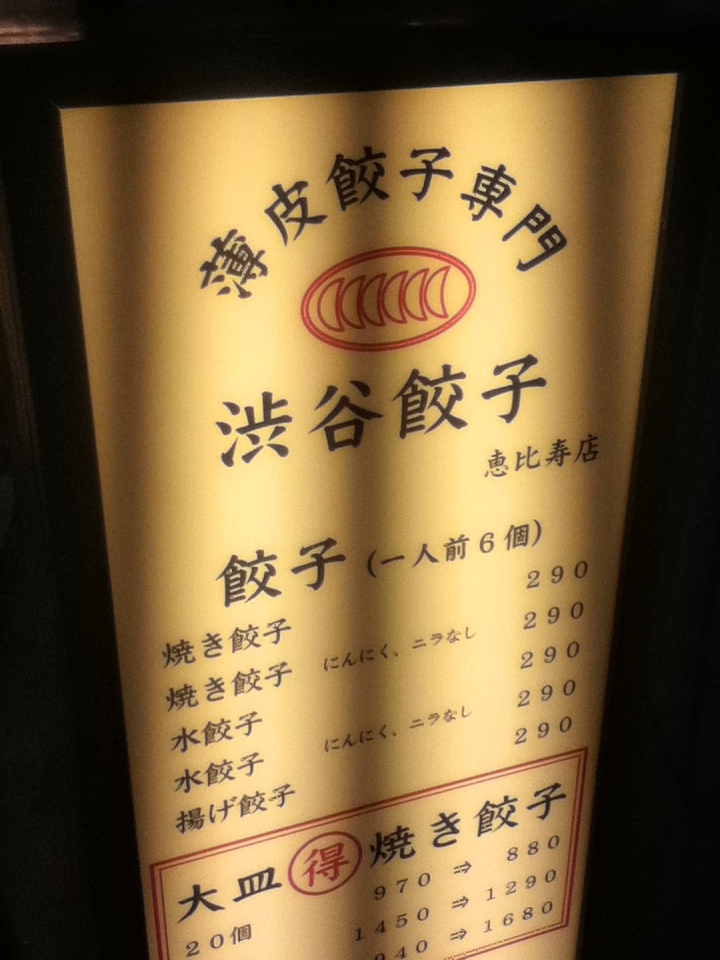 薄皮餃子専門
渋谷餃子
恵比寿店
餃子 (一人前6個)
焼き餃子 290
焼き餃子 にんにく、ニラなし 290
水餃子 290
水餃子 にんにく、ニラなし 290
揚げ餃子 290
大皿 得 焼き餃子
20個 970 ⇒ 880
1450 ⇒ 1290
940 ⇒ 1680